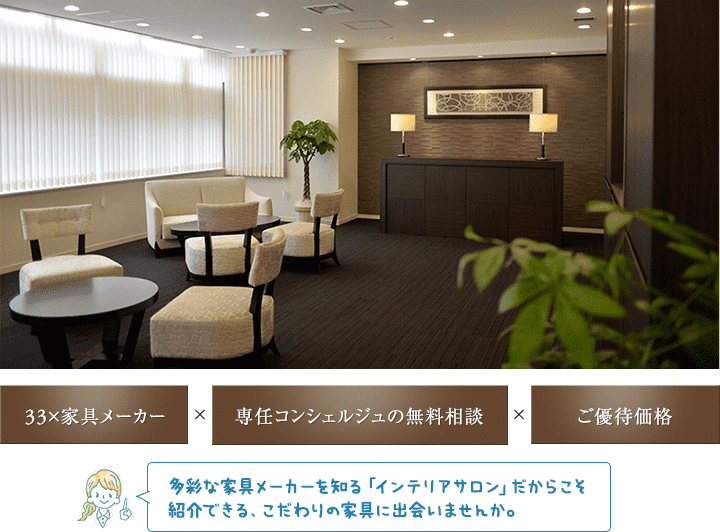 33×家具メーカー × 専任コンシェルジュの無料相談 × ご優待価格
多彩な家具メーカーを知る「インテリアサロン」だからこそ
紹介できる、こだわりの家具に出会いませんか。